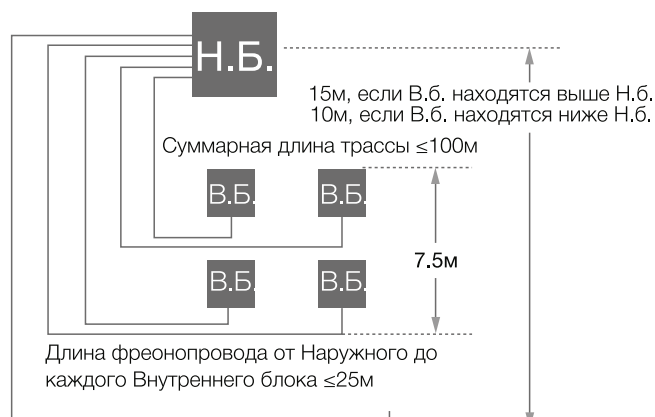 Н.Б.
15м, если В.б. находятся выше Н.б.
10м, если В.б. находятся ниже Н.б.
Суммарная длина трассы ≤100м
В.Б. В.Б.
7.5м
В.Б. В.Б.
Длина фреонопровода от Наружного до
каждого Внутреннего блока ≤25м